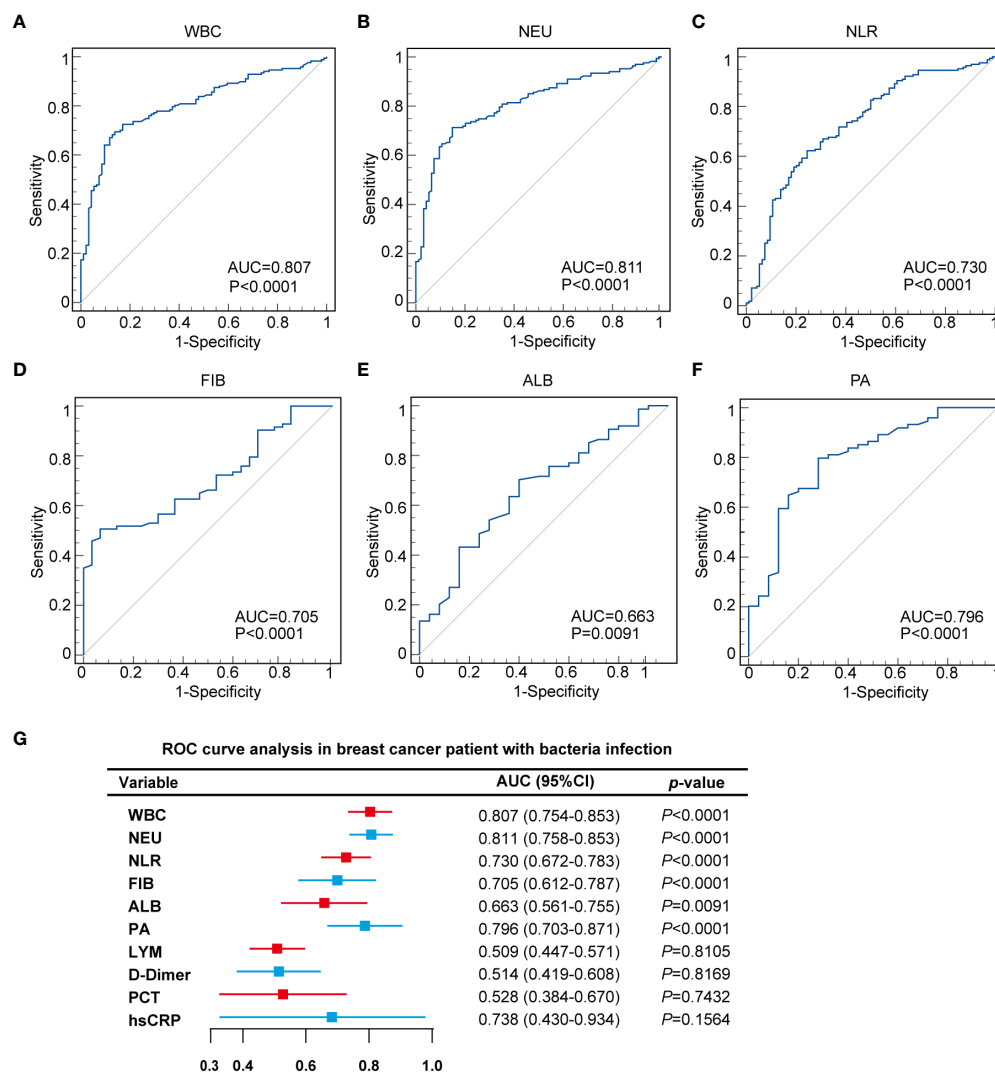 A
WBC
1
0.8
0.6
0.4
0.2
0
Sensitivity
AUC=0.807
P<0.0001
0 0.2 0.4 0.6 0.8 1
1-Specificity
B
NEU
1
0.8
0.6
0.4
0.2
0
Sensitivity
AUC=0.811
P<0.0001
0 0.2 0.4 0.6 0.8 1
1-Specificity
C
NLR
1
0.8
0.6
0.4
0.2
0
Sensitivity
AUC=0.730
P<0.0001
0 0.2 0.4 0.6 0.8 1
1-Specificity
D
FIB
1
0.8
0.6
0.4
0.2
0
Sensitivity
AUC=0.705
P<0.0001
0 0.2 0.4 0.6 0.8 1
1-Specificity
E
ALB
1
0.8
0.6
0.4
0.2
0
Sensitivity
AUC=0.663
P=0.0091
0 0.2 0.4 0.6 0.8 1
1-Specificity
F
PA
1
0.8
0.6
0.4
0.2
0
Sensitivity
AUC=0.796
P<0.0001
0 0.2 0.4 0.6 0.8 1
1-Specificity
G
ROC curve analysis in breast cancer patient with bacteria infection
Variable AUC (95%CI) p-value
WBC 0.807 (0.754-0.853) P<0.0001
NEU 0.811 (0.758-0.853) P<0.0001
NLR 0.730 (0.672-0.783) P<0.0001
FIB 0.705 (0.612-0.787) P<0.0001
ALB 0.663 (0.561-0.755) P=0.0091
PA 0.796 (0.703-0.871) P<0.0001
LYM 0.509 (0.447-0.571) P=0.8105
D-Dimer 0.514 (0.419-0.608) P=0.8169
PCT 0.528 (0.384-0.670) P=0.7432
hsCRP 0.738 (0.430-0.934) P=0.1564
0.3 0.4 0.6 0.8 1.0